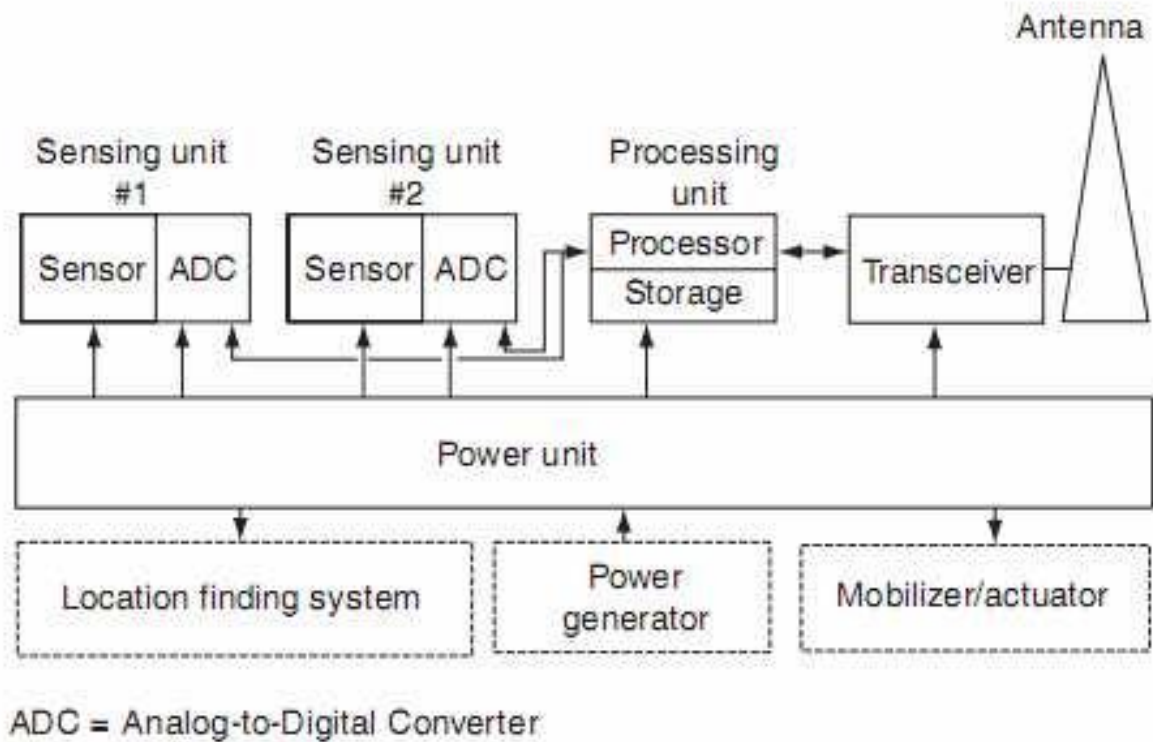 Antenna
Sensing unit
#1
Sensing unit
#2
Processing
unit
Sensor
ADC
Sensor
ADC
Processor
Storage
Transceiver
Power unit
Location finding system
Power
generator
Mobilizer/actuator
ADC = Analog-to-Digital Converter